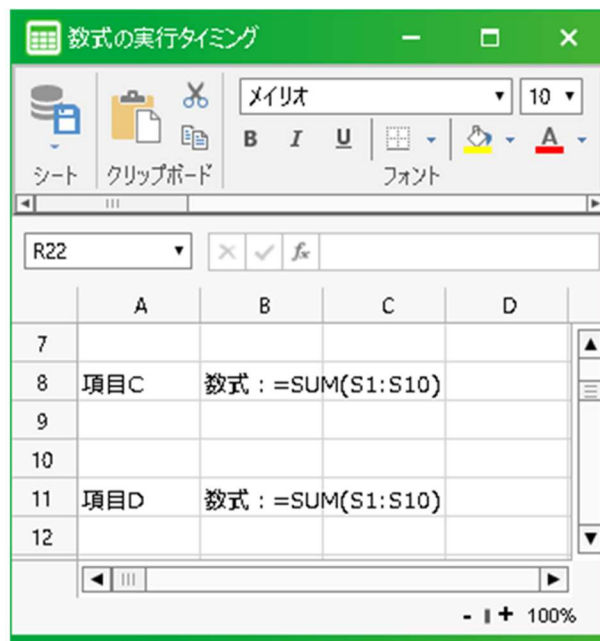 数式の実行タイミング
メイリオ 10
B I U A
シート クリップボード フォント
R22 fx
A B C D
7
8 項目C 数式：=SUM(S1:S10)
9
10
11 項目D 数式：=SUM(S1:S10)
12
- + 100%